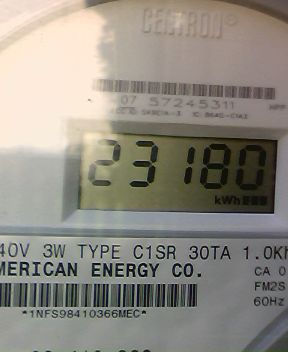 CENTRON®
07 57245311
23180
kWh
40V 3W TYPE C1SR 30TA 1.0K
MERICAN ENERGY CO.
CA 0
FM2S
60Hz
*1NFS98410366MEC*